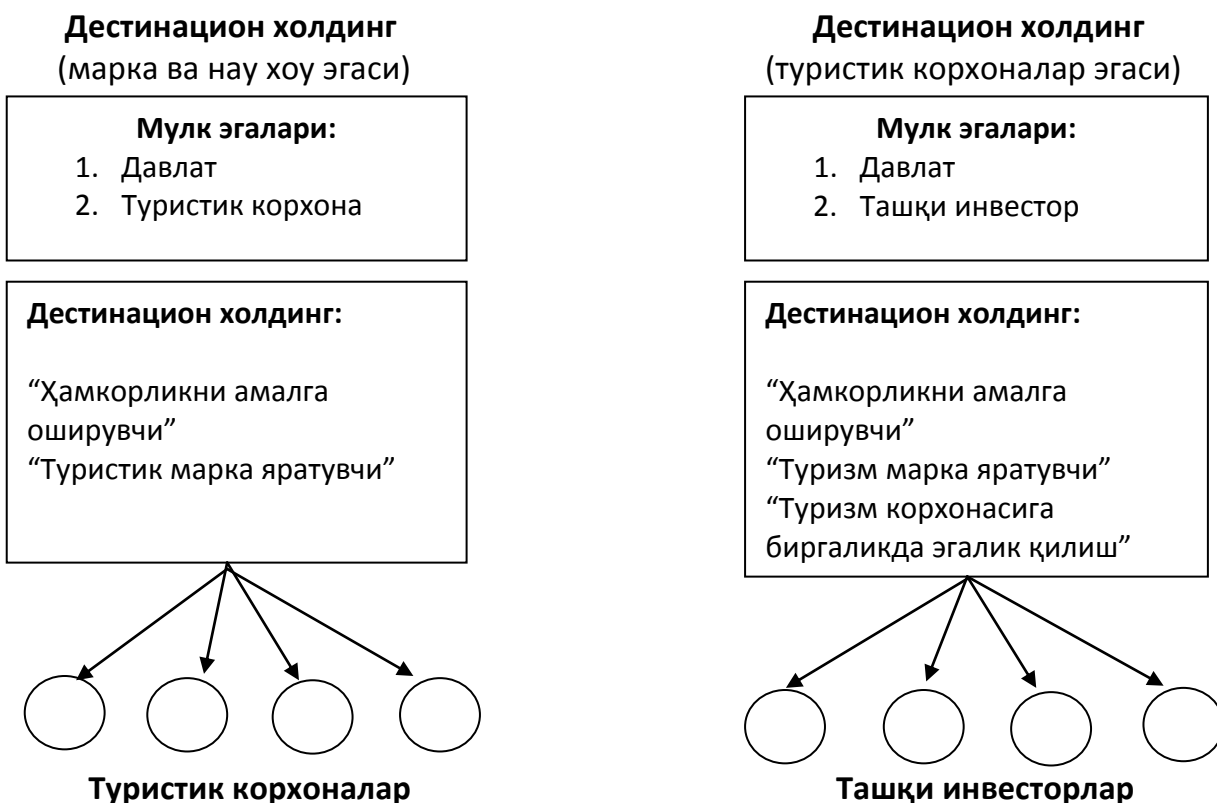 Дестинацион холдинг
(марка ва нау хоу эгаси)
Мулк эгалари:
1. Давлат
2. Туристик корхона
Дестинацион холдинг:
“Ҳамкорликни амалга
оширувчи”
“Туристик марка яратувчи”
Туристик корхоналар
Дестинацион холдинг
(туристик корхоналар эгаси)
Мулк эгалари:
1. Давлат
2. Ташқи инвестор
Дестинацион холдинг:
“Ҳамкорликни амалга
оширувчи”
“Туризм марка яратувчи”
“Туризм корхонасига
биргаликда эгалик қилиш”
Ташқи инвесторлар